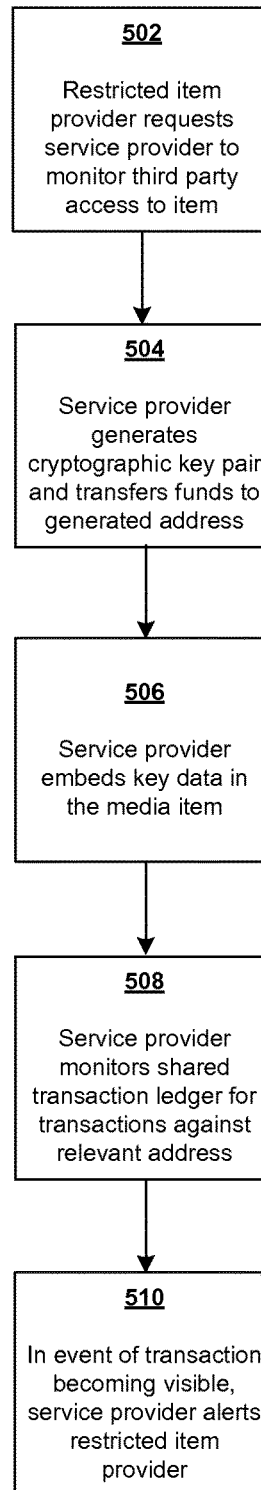 502
Restricted item
provider requests
service provider to
monitor third party
access to item
504
Service provider
generates
cryptographic key pair
and transfers funds to
generated address
506
Service provider
embeds key data in
the media item
508
Service provider
monitors shared
transaction ledger for
transactions against
relevant address
510
In event of transaction
becoming visible,
service provider alerts
restricted item
provider